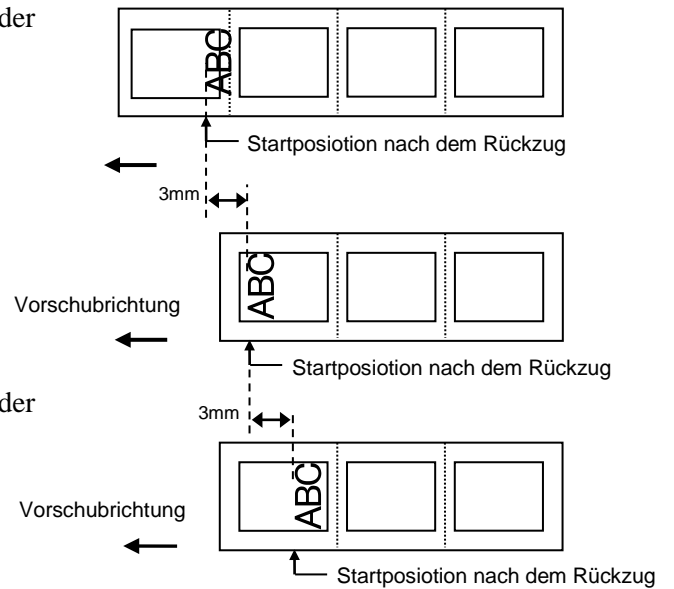 der
ABC
Startposiotion nach dem Rückzug
3mm
ABC
Vorschubrichtung
Startposiotion nach dem Rückzug
der
3mm
ABC
Vorschubrichtung
Startposiotion nach dem Rückzug